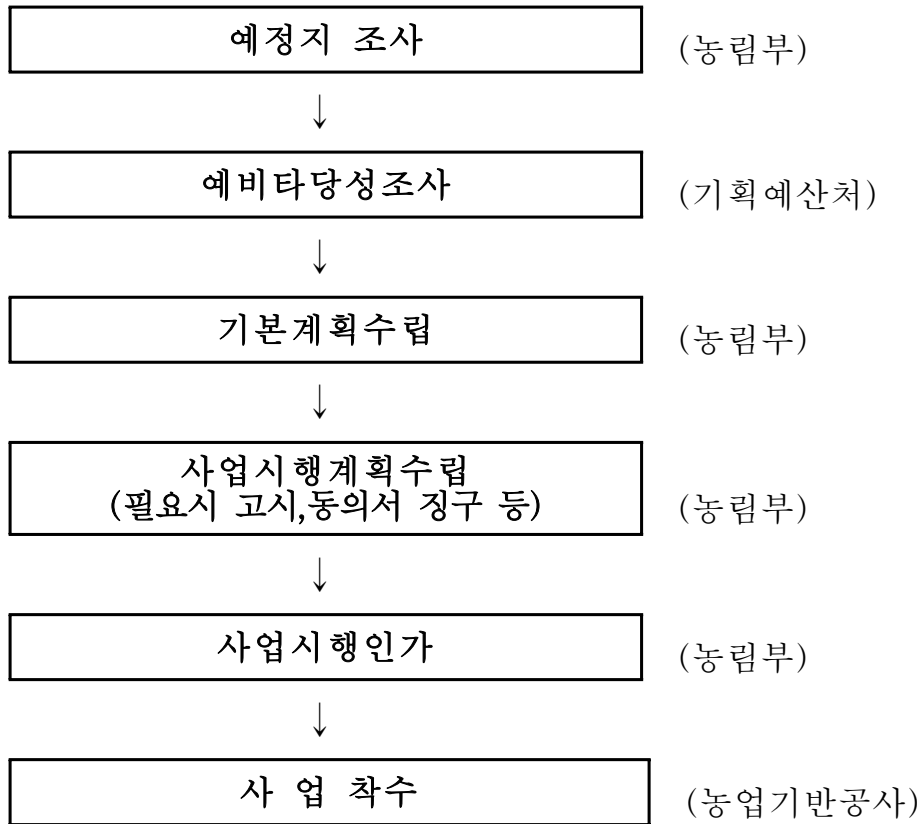 예정지 조사 (농림부)
↓
예비타당성조사 (기획예산처)
↓
기본계획수립 (농림부)
↓
사업시행계획수립
(필요시 고시,동의서 징구 등) (농림부)
↓
사업시행인가 (농림부)
↓
사 업 착수 (농업기반공사)